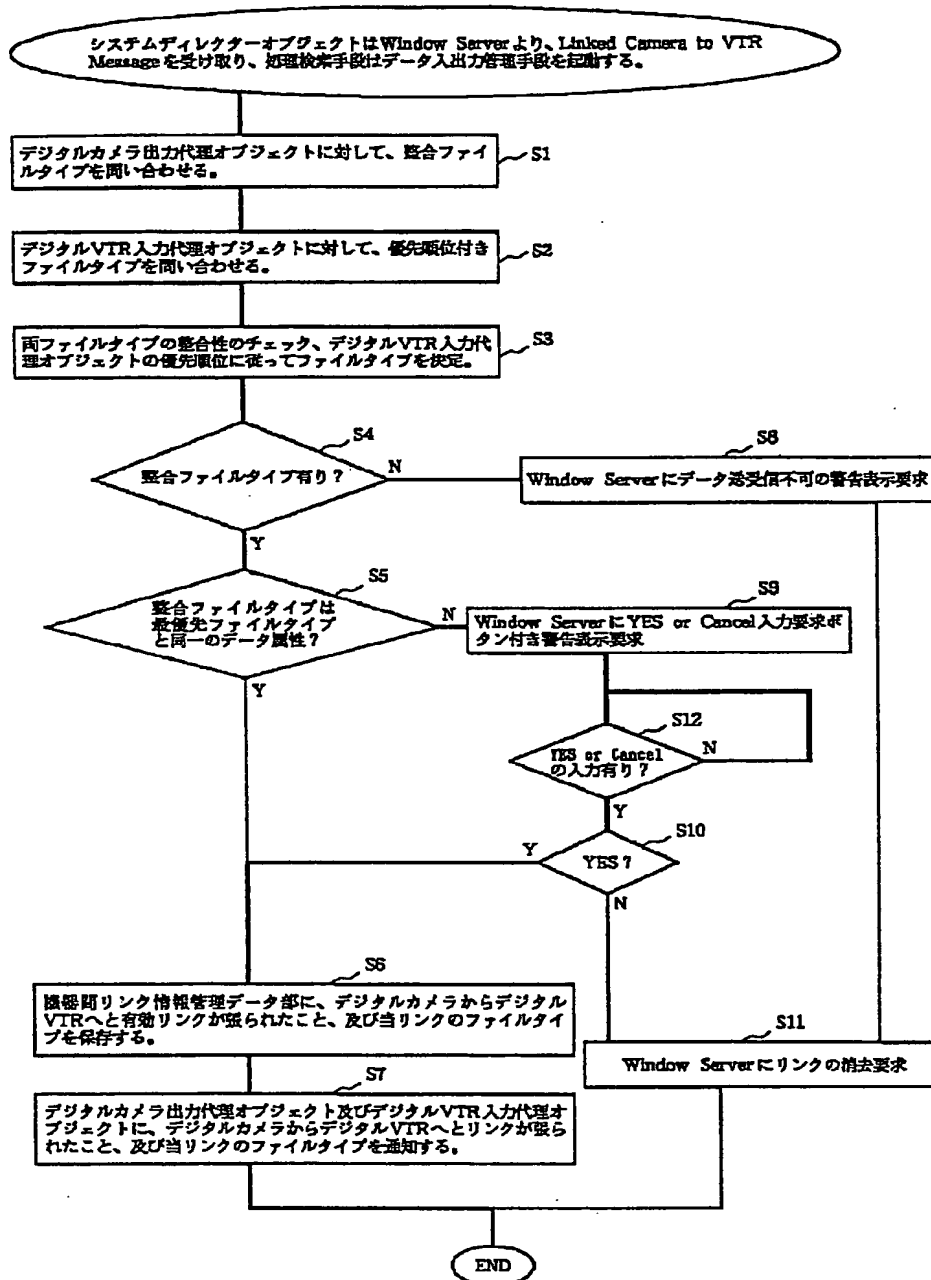 システムディレクターオブジェクトはWindow Serverより、Linked Camera to VTR
Messageを受け取り、処理検索手段はデータ入出力管理手段を起動する。
デジタルカメラ出力代理オブジェクトに対して、整合ファイ
ルタイプを問い合わせる。
S1
デジタルVTR入力代理オブジェクトに対して、優先順位付き
ファイルタイプを問い合わせる。
S2
両ファイルタイプの整合性のチェック、デジタルVTR入力代
理オブジェクトの優先順位に従ってファイルタイプを決定。
S3
S4
整合ファイルタイプ有り?
N
Y
S8
Window Serverにデータ送受信不可の警告表示要求
S5
整合ファイルタイプは
最優先ファイルタイプ
と同一のデータ属性?
N
Y
S9
Window ServerにYES or Cancel入力要求ボ
タン付き警告表示要求
S12
YES or Cancel
の入力有り?
N
Y
S10
YES?
Y
N
S6
機器間リンク情報管理データ部に、デジタルカメラからデジタル
VTRへと有効リンクが張られたこと、及び当リンクのファイルタイ
プを保存する。
S11
Window Serverにリンクの消去要求
S7
デジタルカメラ出力代理オブジェクト及びデジタルVTR入力代理オ
ブジェクトに、デジタルカメラからデジタルVTRへとリンクが張ら
れたこと、及び当リンクのファイルタイプを通知する。
END